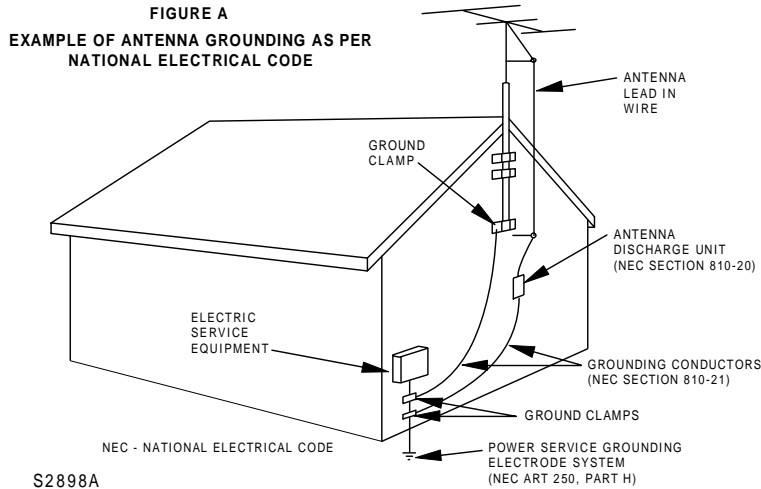 FIGURE A
EXAMPLE OF ANTENNA GROUNDING AS PER
NATIONAL ELECTRICAL CODE
ANTENNA
LEAD IN
WIRE
GROUND
CLAMP
ANTENNA
DISCHARGE UNIT
(NEC SECTION 810-20)
ELECTRIC
SERVICE
EQUIPMENT
GROUNDING CONDUCTORS
(NEC SECTION 810-21)
GROUND CLAMPS
NEC - NATIONAL ELECTRICAL CODE
POWER SERVICE GROUNDING
ELECTRODE SYSTEM
(NEC ART 250, PART H)
S2898A